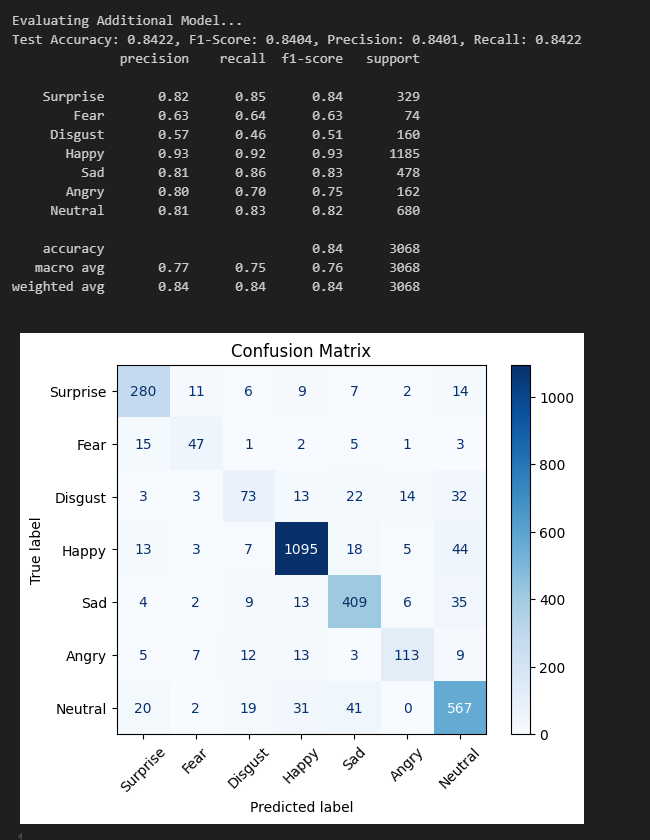 Evaluating Additional Model...
Test Accuracy: 0.8422, F1-Score: 0.8404, Precision: 0.8401, Recall: 0.8422
precision recall f1-score support
Surprise 0.82 0.85 0.84 329
Fear 0.63 0.64 0.63 74
Disgust 0.57 0.46 0.51 160
Happy 0.93 0.92 0.93 1185
Sad 0.81 0.86 0.83 478
Angry 0.80 0.70 0.75 162
Neutral 0.81 0.83 0.82 680
accuracy 0.84 3068
macro avg 0.77 0.75 0.76 3068
weighted avg 0.84 0.84 0.84 3068
Confusion Matrix
Surprise 280 11 6 9 7 2 14
Fear 15 47 1 2 5 1 3
Disgust 3 3 73 13 22 14 32
Happy 13 3 7 1095 18 5 44
Sad 4 2 9 13 409 6 35
Angry 5 7 12 13 3 113 9
Neutral 20 2 19 31 41 0 567
Surprise Fear Disgust Happy Sad Angry Neutral
Predicted label
True label
1000
800
600
400
200
0